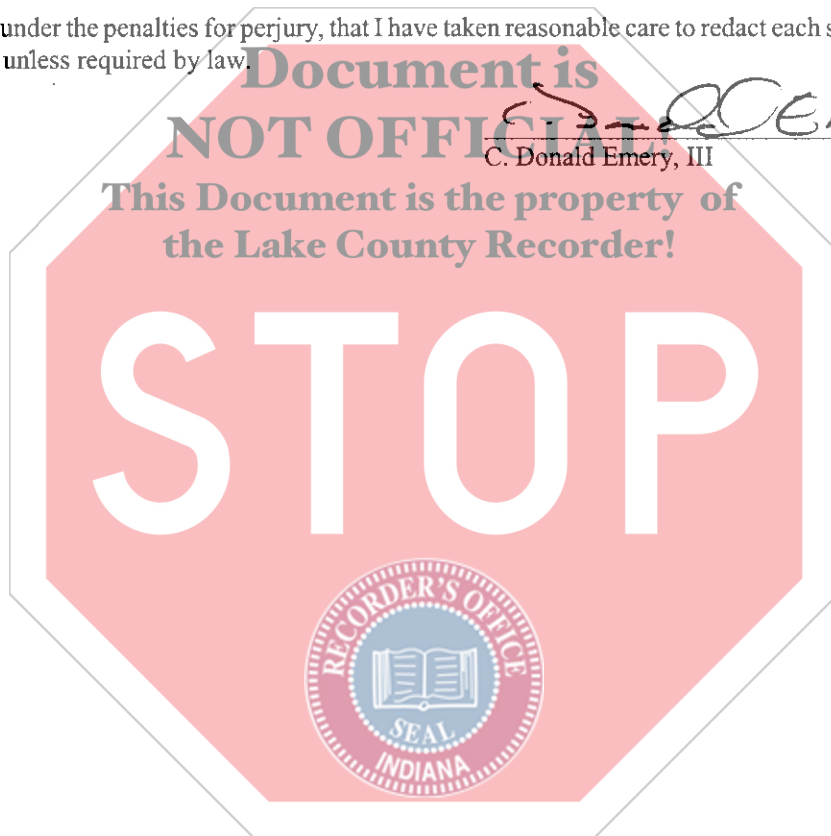 under the penalties for perjury, that I have taken reasonable care to redact each
unless required by law.
Document is
NOT OFFICIAL!
C. Donald Emery, III
This Document is the property of
the Lake County Recorder!
STOP
RECORDER'S OFFICE
SEAL
INDIANA